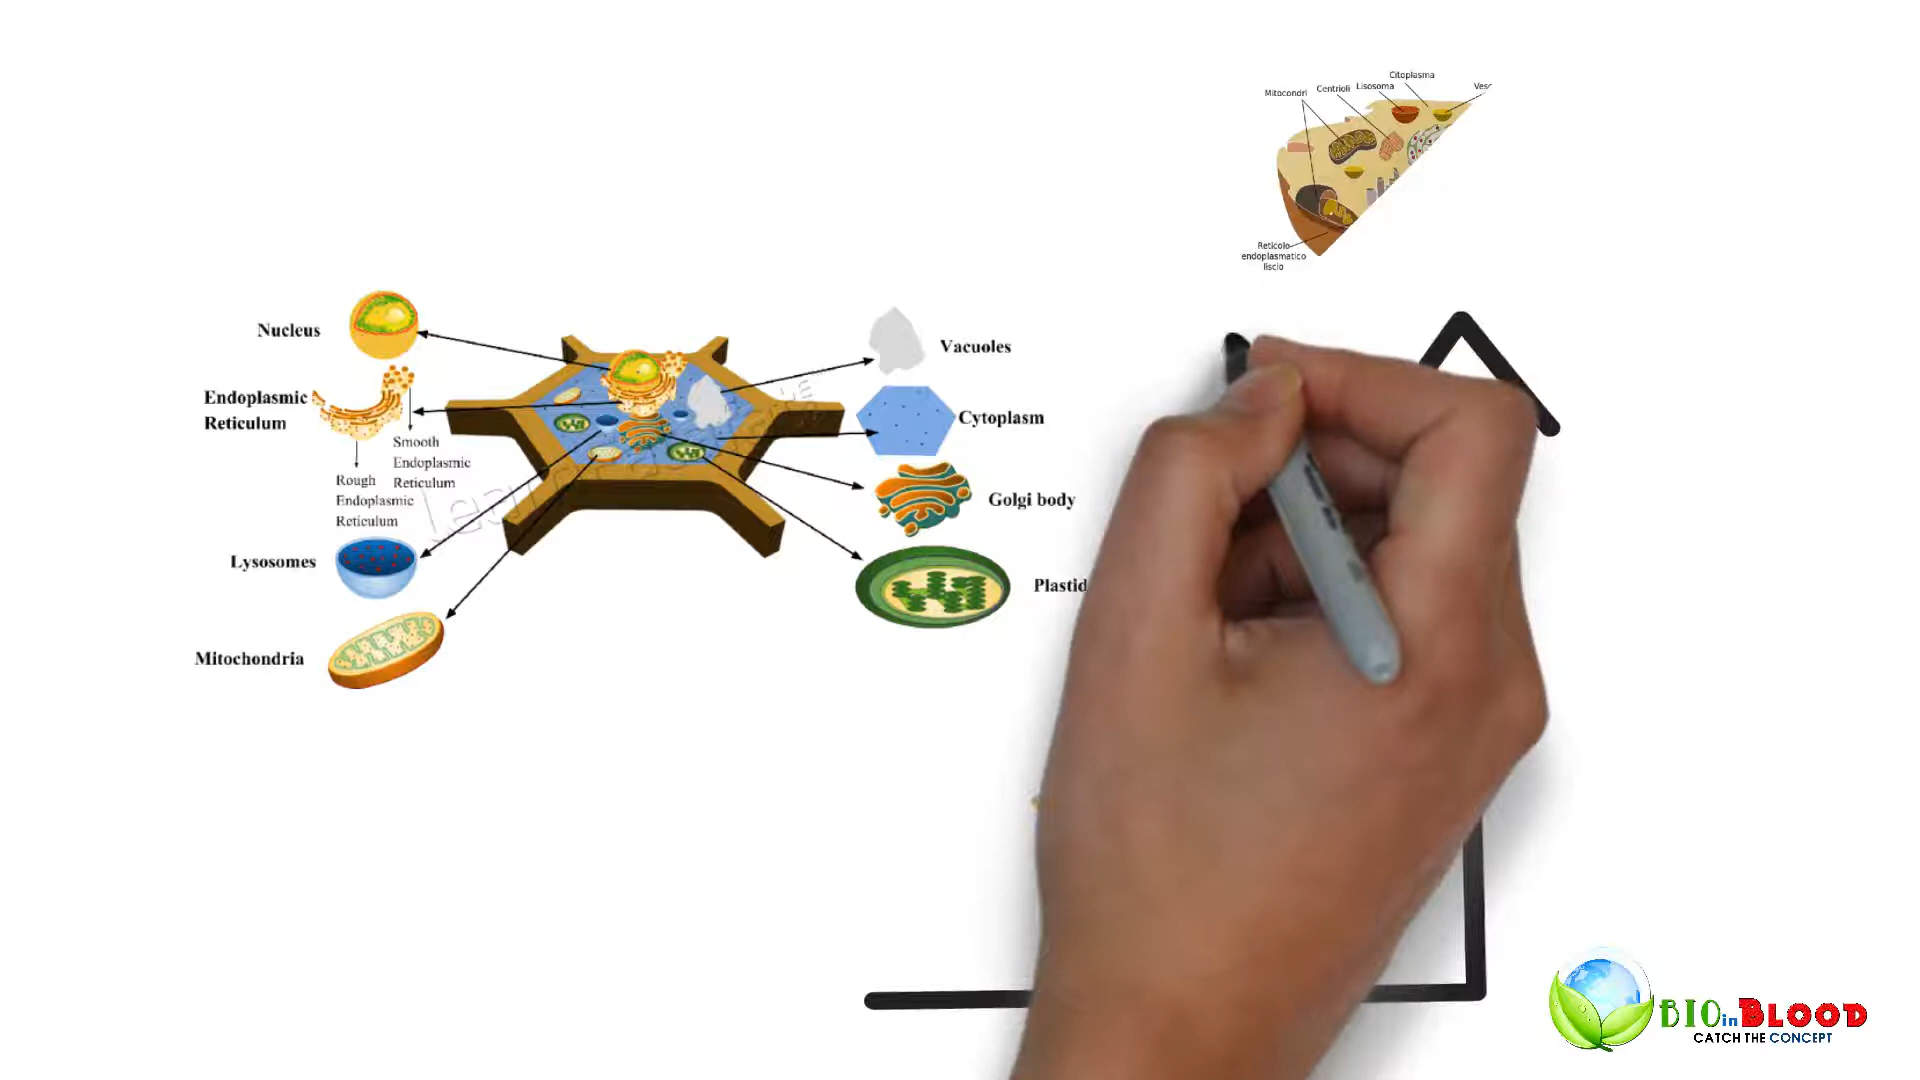 Citoplasma
Mitocondri
Centrioli
Lisosoma
Reticolo
endoplasmatico
liscio
Nucleus
Endoplasmic
Reticulum
Smooth
Endoplasmic
Reticulum
Rough
Endoplasmic
Reticulum
Lysosomes
Mitochondria
Vacuoles
Cytoplasm
Golgi body
Plastid
BIO in BLOOD
CATCH THE CONCEPT